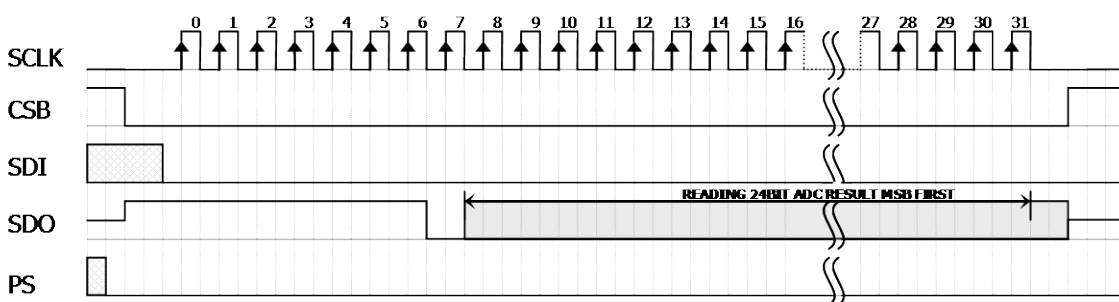 0 1 2 3 4 5 6 7 8 9 10 11 12 13 14 15 16 27 28 29 30 31
SCLK
CSB
SDI
READING 24BIT ADC RESULT MSB FIRST
SDO
PS